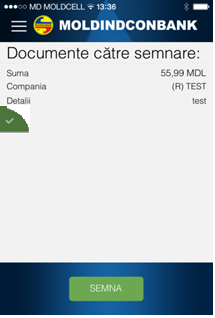 MD MOLDCELL 13:36
MOLDINDCONBANK
Documente către semnare:
Suma 55,99 MDL
Compania (R) TEST
Detalii test
SEMNA